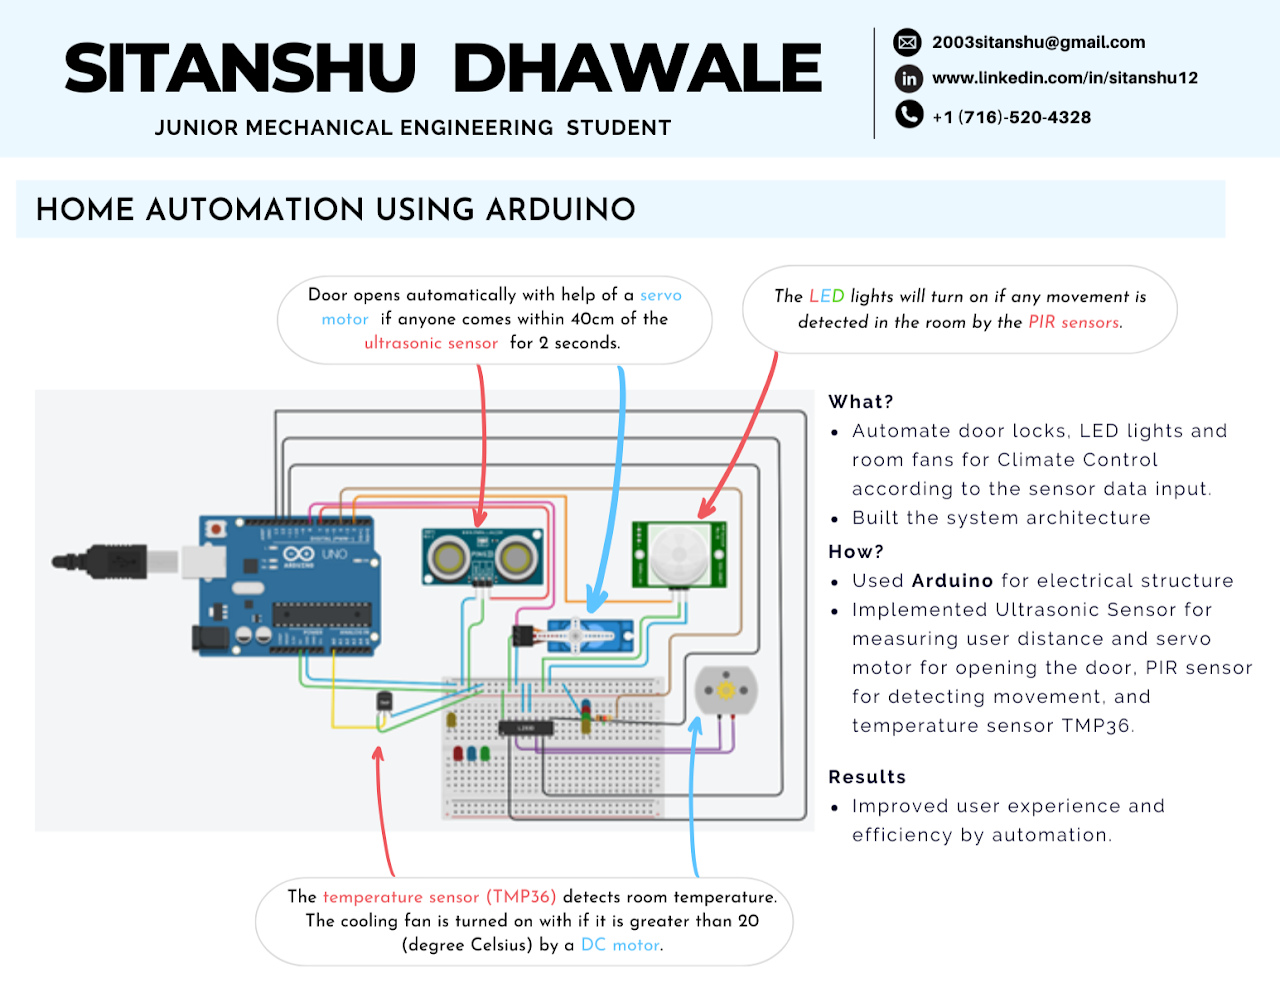 SITANSHU DHAWALE
JUNIOR MECHANICAL ENGINEERING STUDENT
2003sitanshu@gmail.com
www.linkedin.com/in/sitanshu12
+1 (716)-520-4328
HOME AUTOMATION USING ARDUINO
Door opens automatically with help of a servo
motor if anyone comes within 40cm of the
ultrasonic sensor for 2 seconds.
The LED lights will turn on if any movement is
detected in the room by the PIR sensors.
UNO
ARDUINO
What?
• Automate door locks, LED lights and
room fans for Climate Control
according to the sensor data input.
• Built the system architecture
How?
• Used Arduino for electrical structure
• Implemented Ultrasonic Sensor for
measuring user distance and servo
motor for opening the door, PIR sensor
for detecting movement, and
temperature sensor TMP36.
Results
• Improved user experience and
efficiency by automation.
The temperature sensor (TMP36) detects room temperature.
The cooling fan is turned on with if it is greater than 20
(degree Celsius) by a DC motor.